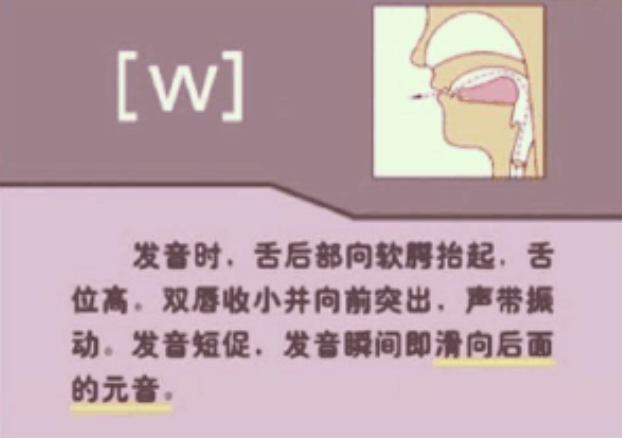 [w]
发音时，舌后部向软腭抬起，舌
位高。双唇收小并向前突出，声带振
动。发音短促，发音瞬间即滑向后面
的元音。